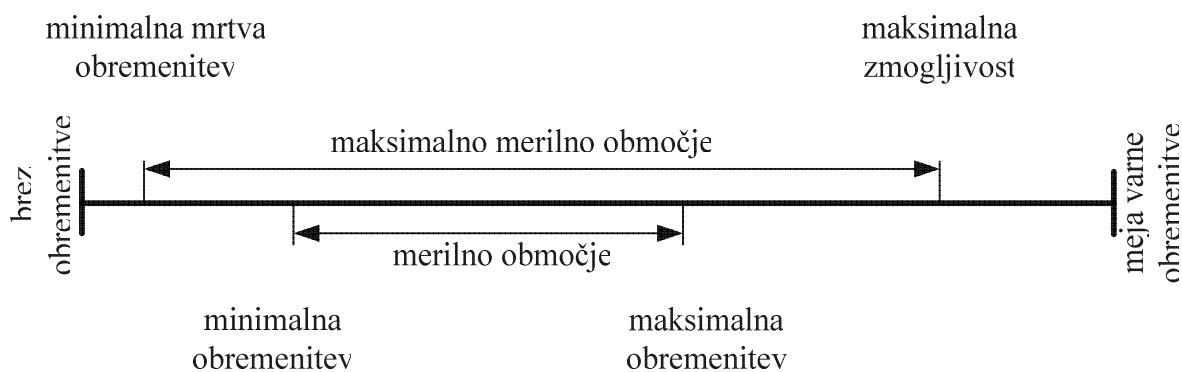 minimalna mrtva
obremenitev
maksimalna
zmogljivost
brez
obremenitve
maksimalno merilno območje
meja varne
obremenitve
merilno območje
minimalna
obremenitev
maksimalna
obremenitev